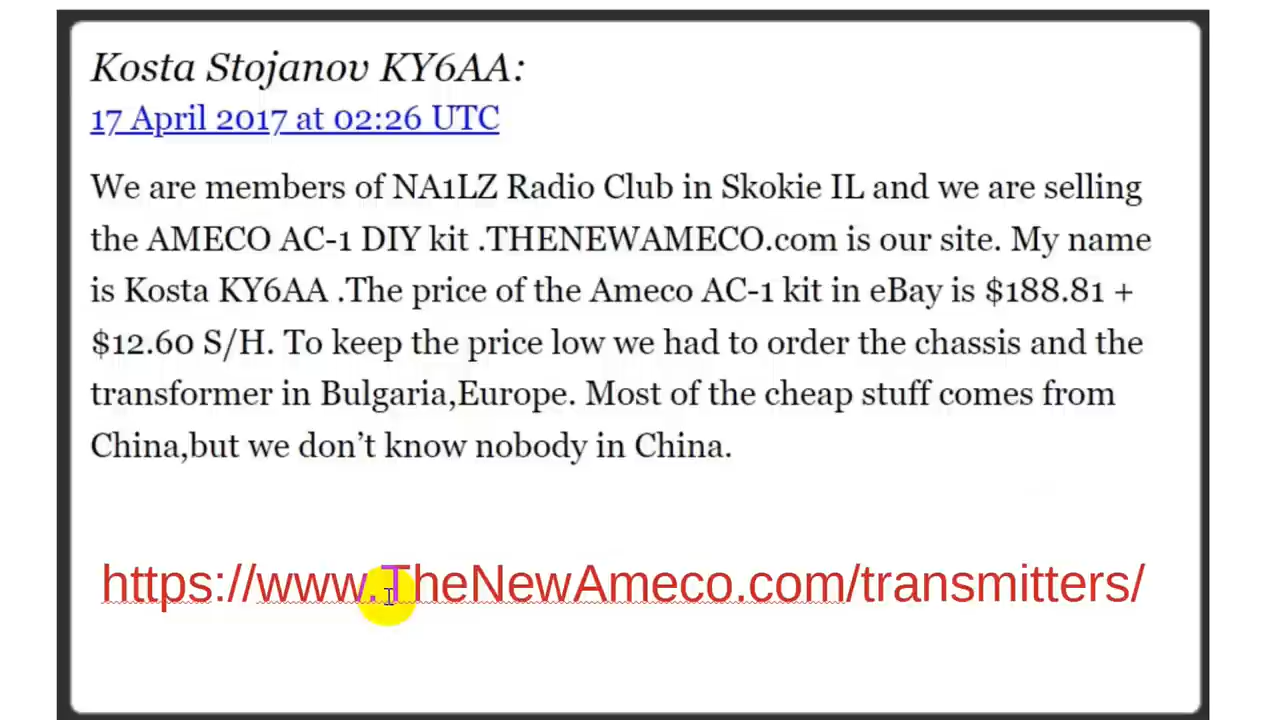 Kosta Stojanov KY6AA:
17 April 2017 at 02:26 UTC
We are members of NA1LZ Radio Club in Skokie IL and we are selling
the AMECO AC-1 DIY kit .THENEWAMECO.com is our site. My name
is Kosta KY6AA .The price of the Ameco AC-1 kit in eBay is $188.81 +
$12.60 S/H. To keep the price low we had to order the chassis and the
transformer in Bulgaria,Europe. Most of the cheap stuff comes from
China,but we don’t know nobody in China.
https://www.TheNewAmeco.com/transmitters/